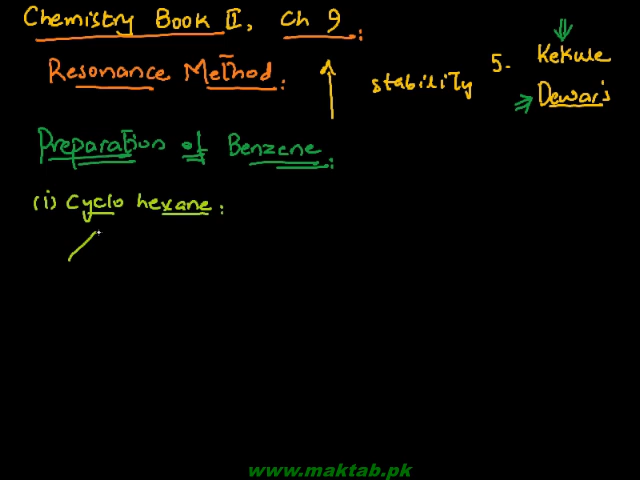 Chemistry Book II, Ch 9.
Resonance Method.
stability
5. Kekule
Dewar's
Preparation of Benzene.
(i) Cyclo hexane.
www.maktab.pk